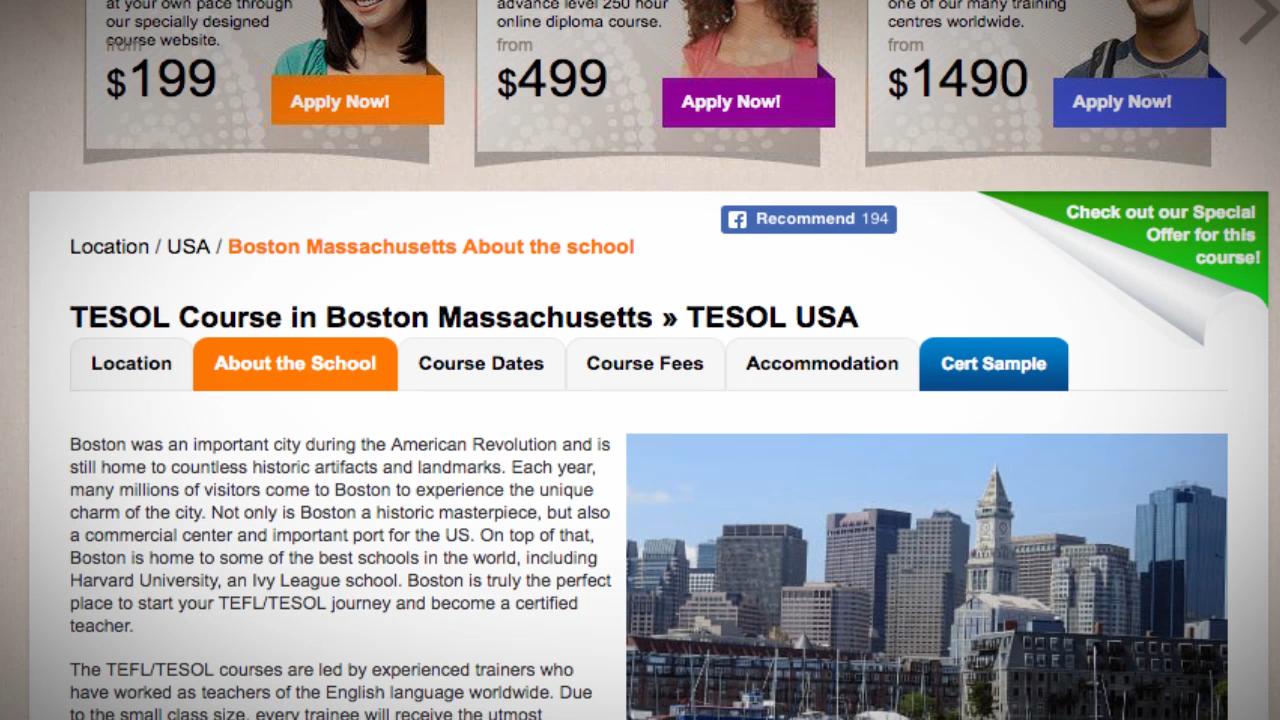 at your own pace through
our specially designed
course website.
from
$199
Apply Now!
advance level 250 hour
online diploma course.
from
$499
Apply Now!
one of our many training
centres worldwide.
from
$1490
Apply Now!
Check out our Special
Offer for this
course!
Recommend 194
Location / USA / Boston Massachusetts About the school
TESOL Course in Boston Massachusetts » TESOL USA
Location About the School Course Dates Course Fees Accommodation Cert Sample
Boston was an important city during the American Revolution and is
still home to countless historic artifacts and landmarks. Each year,
many millions of visitors come to Boston to experience the unique
charm of the city. Not only is Boston a historic masterpiece, but also
a commercial center and important port for the US. On top of that,
Boston is home to some of the best schools in the world, including
Harvard University, an Ivy League school. Boston is truly the perfect
place to start your TEFL/TESOL journey and become a certified
teacher.
The TEFL/TESOL courses are led by experienced trainers who
have worked as teachers of the English language worldwide. Due
to the small class size, every trainee will receive the utmost